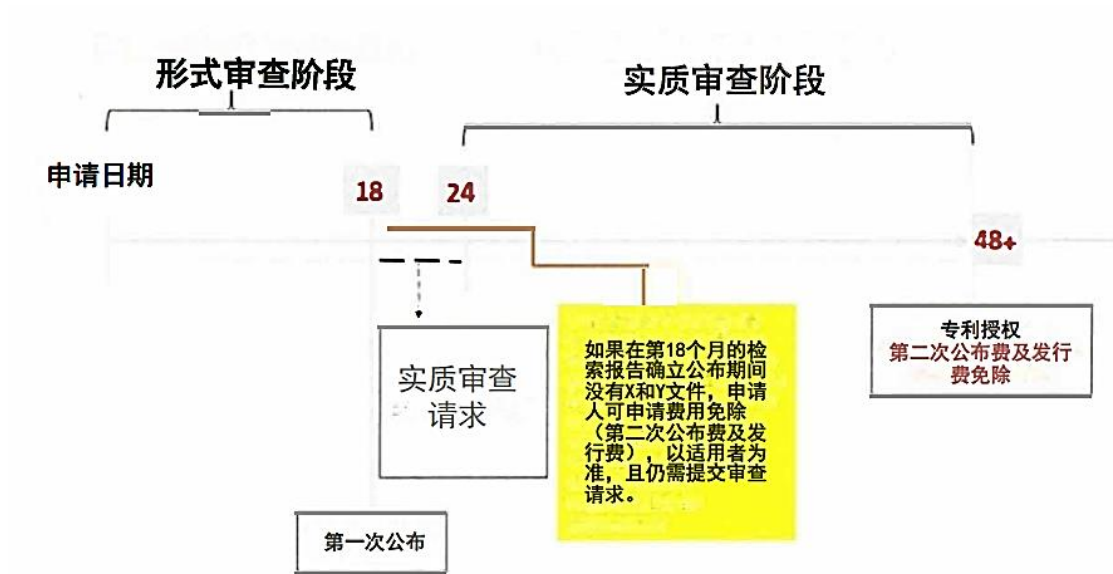 形式审查阶段
实质审查阶段
申请日期
18
24
48+
实质审查
请求
如果在第18个月的检
索报告确立公布期间
没有X和Y文件，申请
人可申请费用免除
（第二次公布费及发
行费），以适用者为
准，且仍需提交审查
请求。
专利授权
第二次公布费及发行
费免除
第一次公布